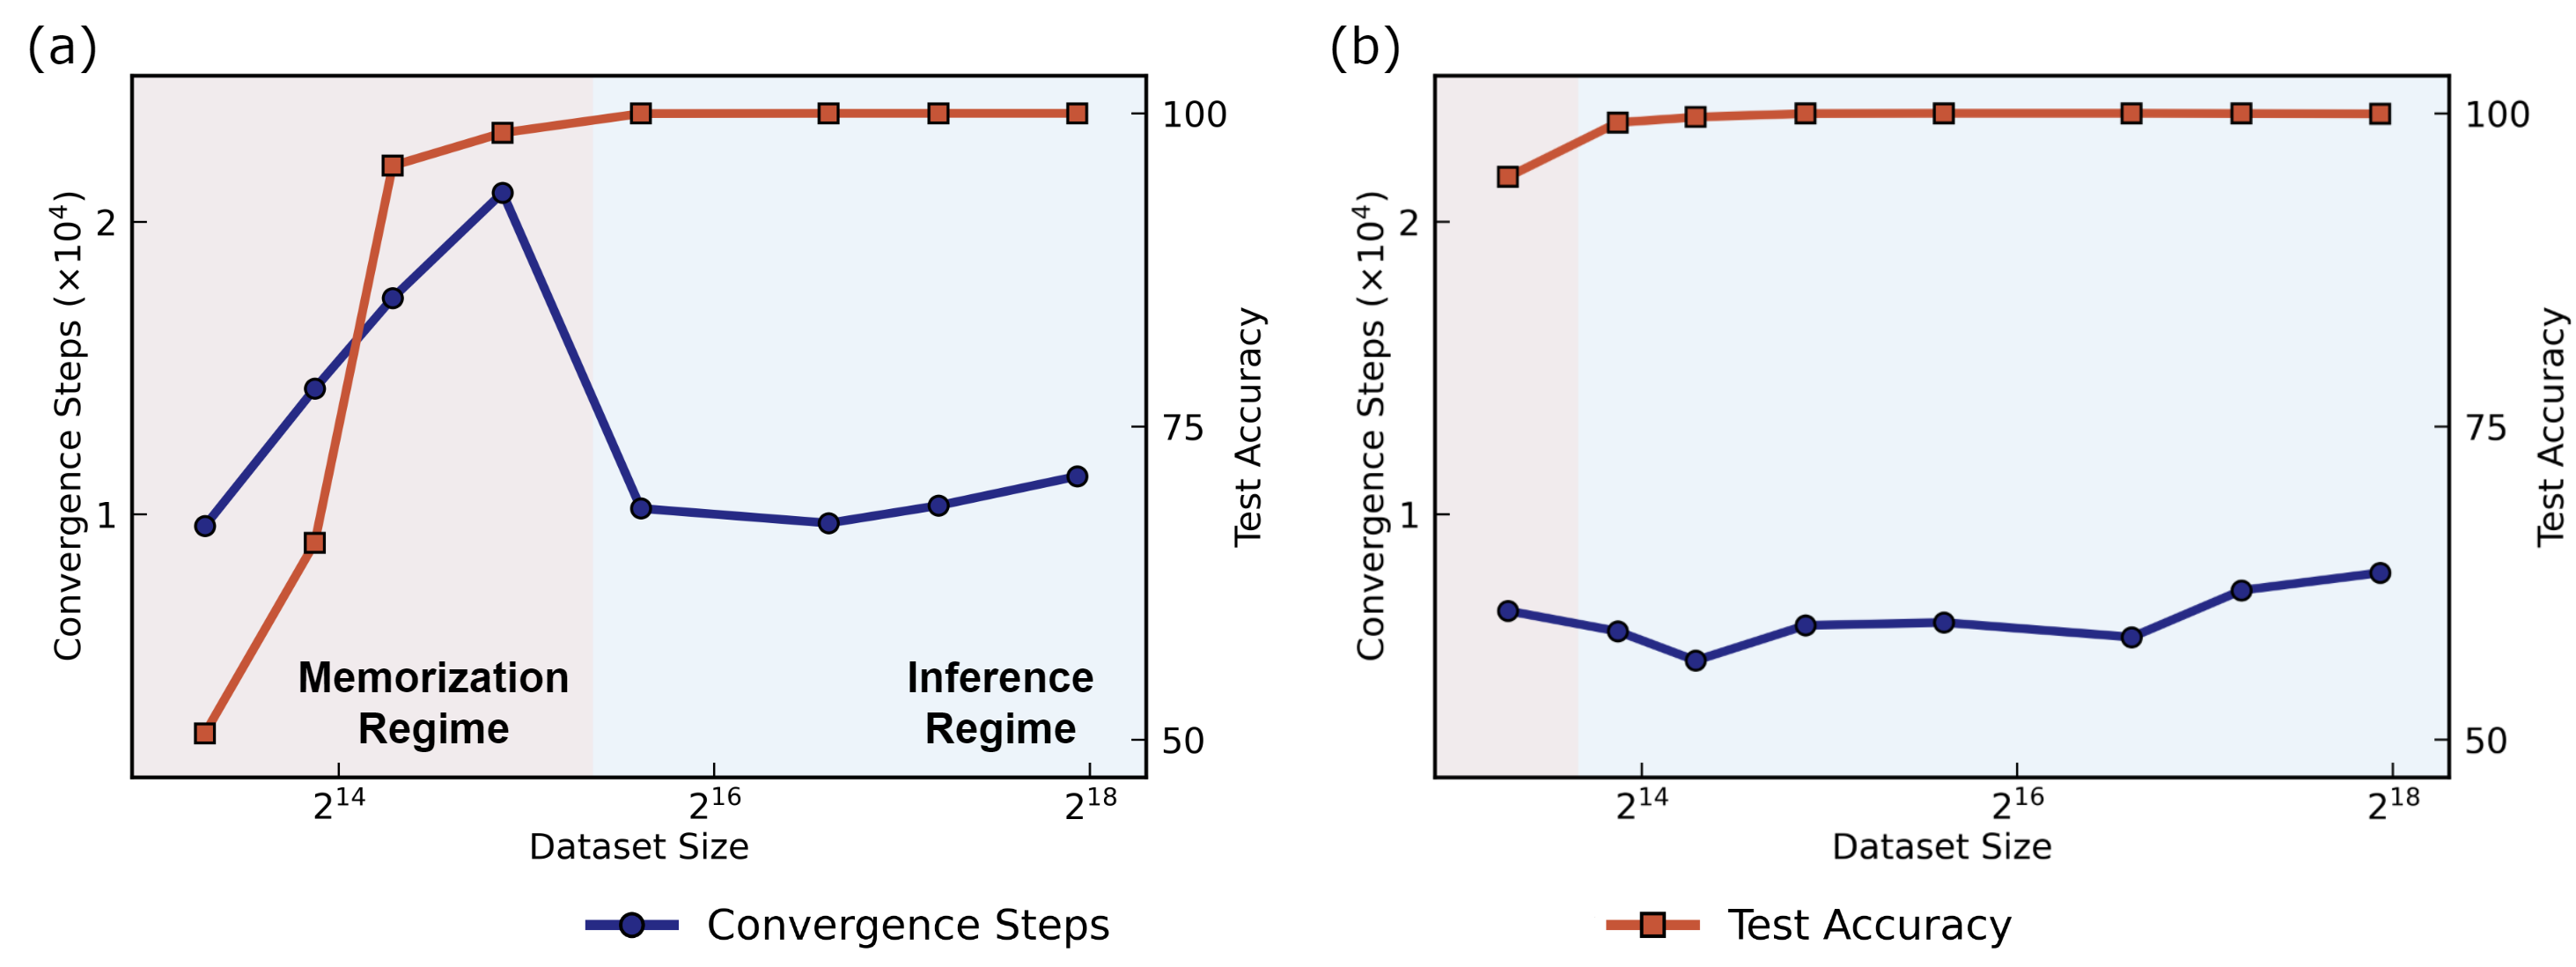 (a)
Convergence Steps (×10⁴)
2
1
100
75
50
Test Accuracy
Memorization
Regime
Inference
Regime
2¹⁴
2¹⁶
2¹⁸
Dataset Size
(b)
Convergence Steps (×10⁴)
2
1
100
75
50
Test Accuracy
2¹⁴
2¹⁶
2¹⁸
Dataset Size
Convergence Steps
Test Accuracy